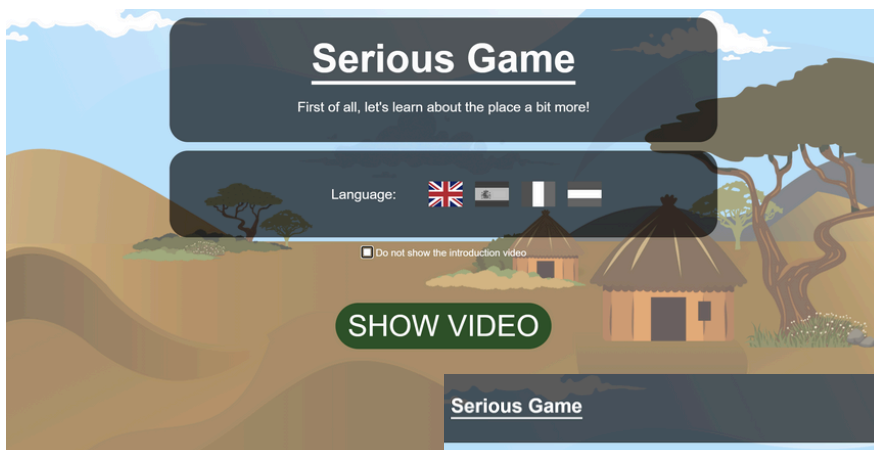 Serious Game
First of all, let's learn about the place a bit more!
Language:
Do not show the introduction video
SHOW VIDEO
Serious Game